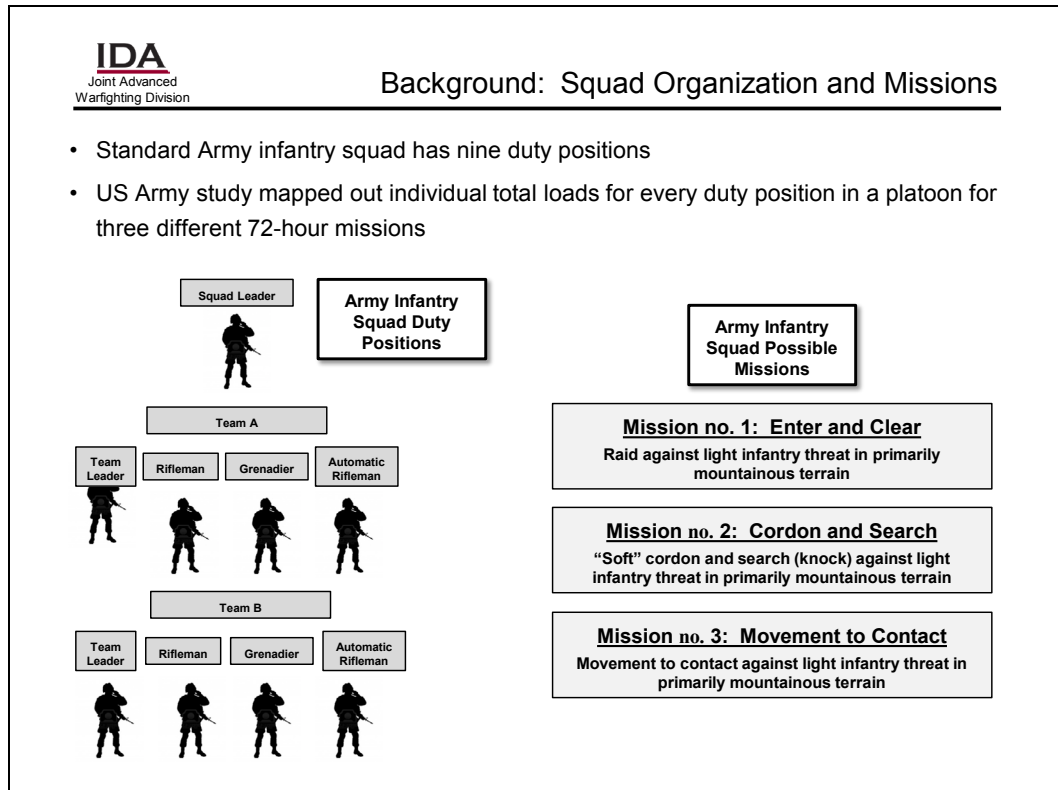 IDA
Joint Advanced
Warfighting Division
Background: Squad Organization and Missions
• Standard Army infantry squad has nine duty positions
• US Army study mapped out individual total loads for every duty position in a platoon for
three different 72-hour missions
Squad Leader
Army Infantry
Squad Duty
Positions
Team A
Team
Leader
Rifleman
Grenadier
Automatic
Rifleman
Team B
Team
Leader
Rifleman
Grenadier
Automatic
Rifleman
Army Infantry
Squad Possible
Missions
Mission no. 1: Enter and Clear
Raid against light infantry threat in primarily
mountainous terrain
Mission no. 2: Cordon and Search
“Soft” cordon and search (knock) against light
infantry threat in primarily mountainous terrain
Mission no. 3: Movement to Contact
Movement to contact against light infantry threat in
primarily mountainous terrain